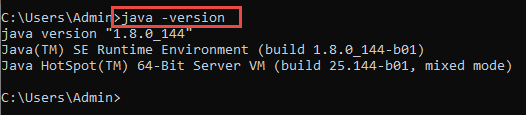 C:\Users\Admin>java -version
java version "1.8.0_144"
Java(TM) SE Runtime Environment (build 1.8.0_144-b01)
Java HotSpot(TM) 64-Bit Server VM (build 25.144-b01, mixed mode)
C:\Users\Admin>